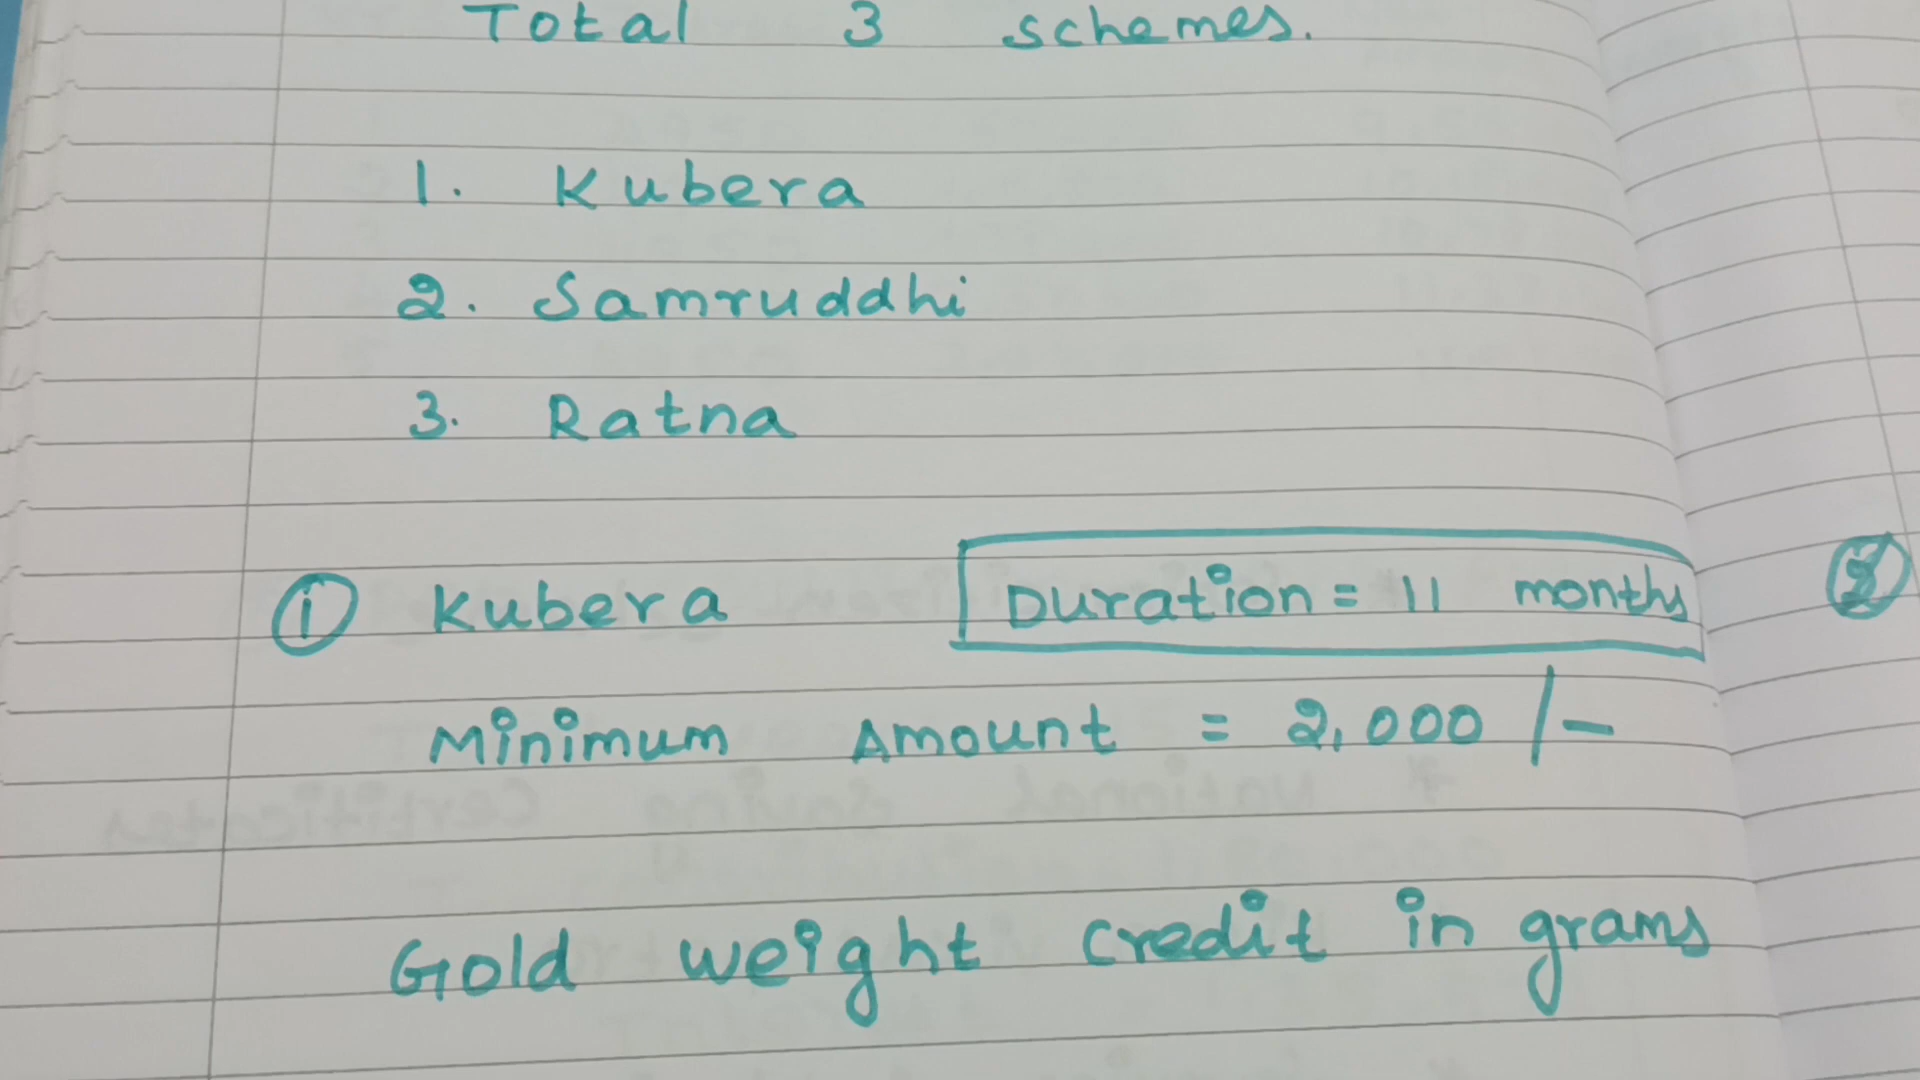 Total 3 schemes.
1. Kubera
2. Samruddhi
3. Ratna
① Kubera
Duration = 11 months
Minimum Amount = 2,000/-
Gold weight credit in grams
②